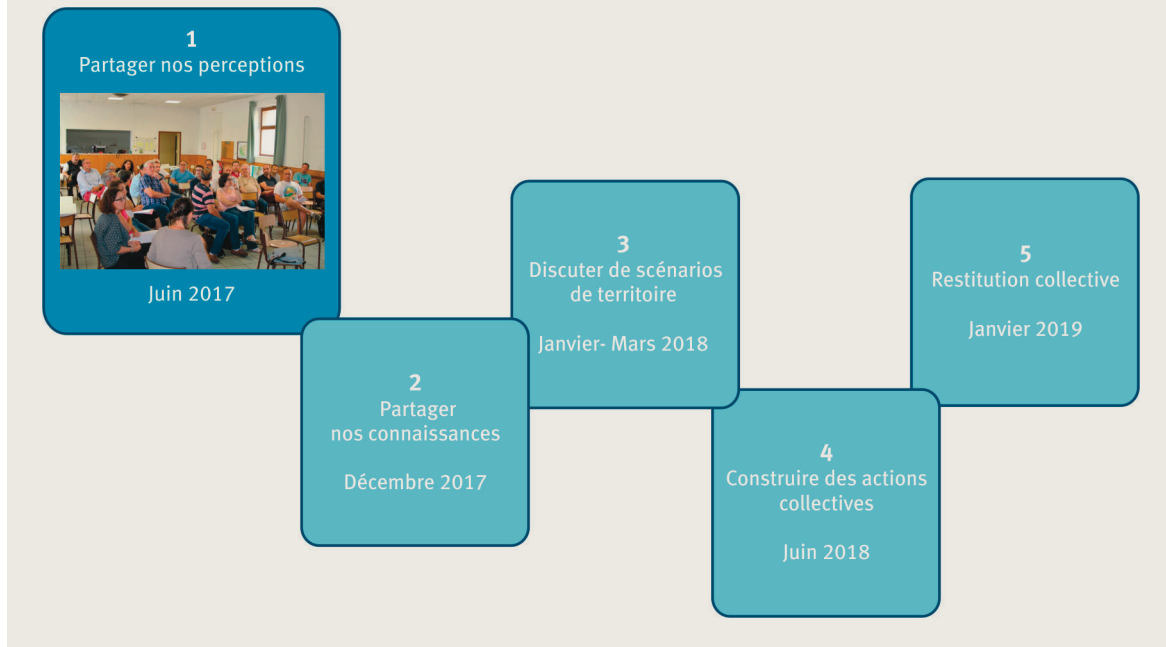 1
Partager nos perceptions
Juin 2017
2
Partager
nos connaissances
Décembre 2017
3
Discuter de scénarios
de territoire
Janvier- Mars 2018
4
Construire des actions
collectives
Juin 2018
5
Restitution collective
Janvier 2019